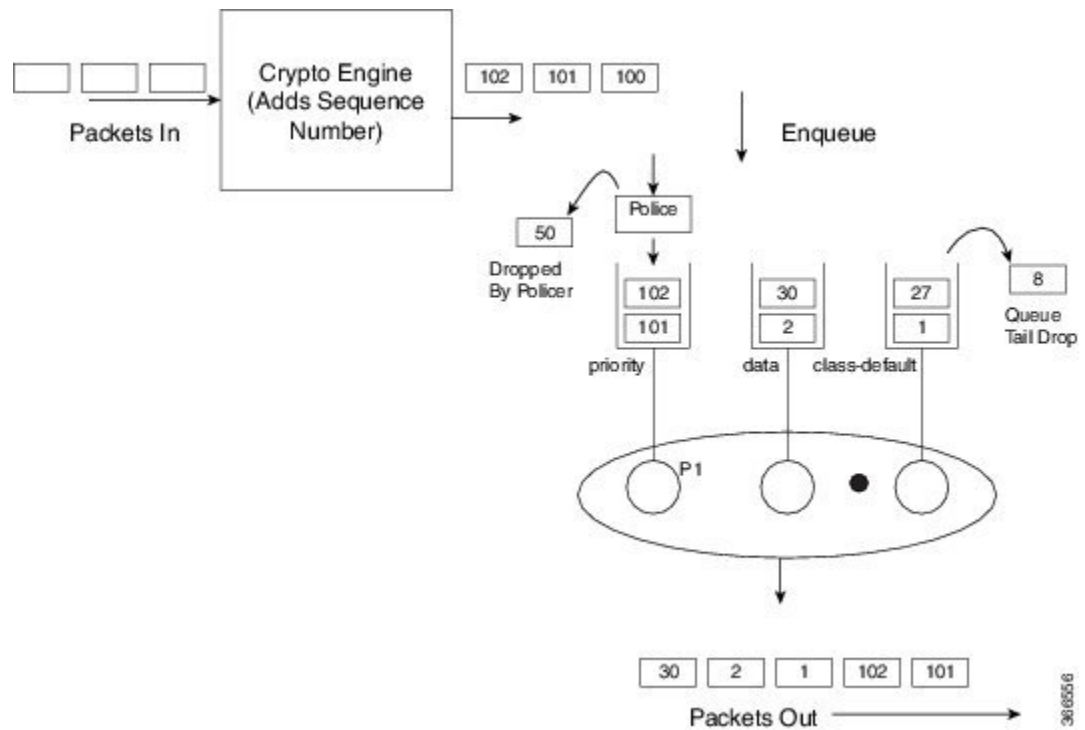 Crypto Engine
(Adds Sequence
Number)
102 101 100
Packets In
Enqueue
Police
50
Dropped
By Policer
102 30 27
101 2 1
8
Queue
Tail Drop
priority data class-default
P1
30 2 1 102 101
Packets Out
366556